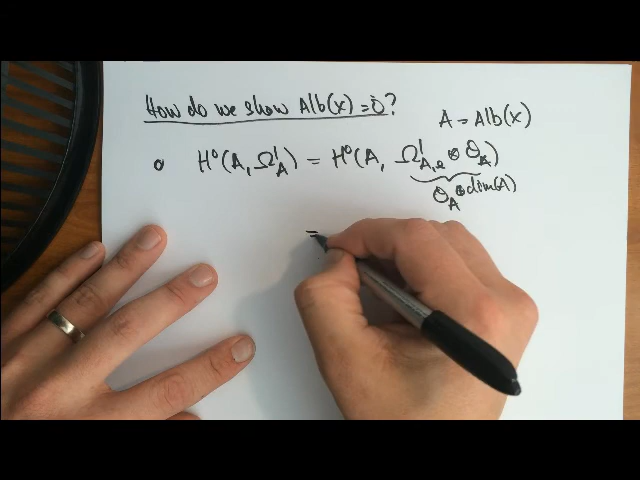 How do we show Alb(X) = 0?
A = Alb(X)
H⁰(A, Ω¹_A) = H⁰(A, Ω¹_{A,e} ⊗ O_A)
O_A^{⊕dim(A)}
=